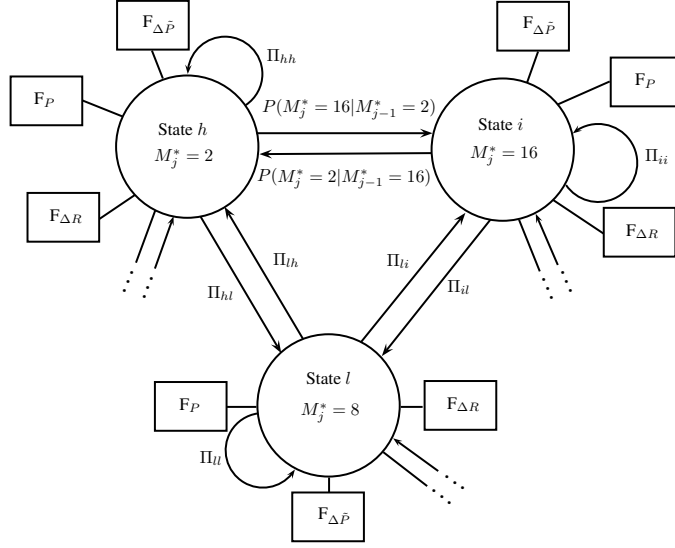 F_{Δ\tilde{P}}
F_{Δ\tilde{P}}
Π_{hh}
F_P
F_P
P(M_j^* = 16|M_{j-1}^* = 2)
State h
M_j^* = 2
State i
M_j^* = 16
Π_{ii}
P(M_j^* = 2|M_{j-1}^* = 16)
F_{ΔR}
F_{ΔR}
Π_{lh}
Π_{li}
Π_{hl}
Π_{il}
State l
M_j^* = 8
F_P
F_{ΔR}
Π_{ll}
F_{Δ\tilde{P}}